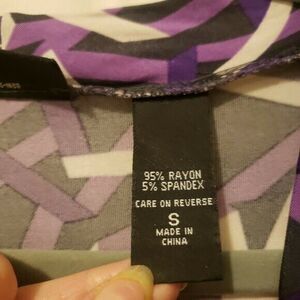 95% RAYON
5% SPANDEX
CARE ON REVERSE
S
MADE IN
CHINA